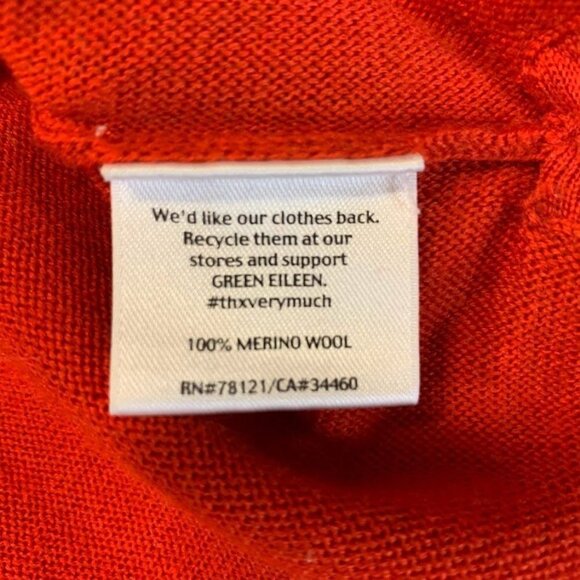 We'd like our clothes back.
Recycle them at our
stores and support
GREEN EILEEN.
#thxverymuch
100% MERINO WOOL
RN#78121/CA#34460